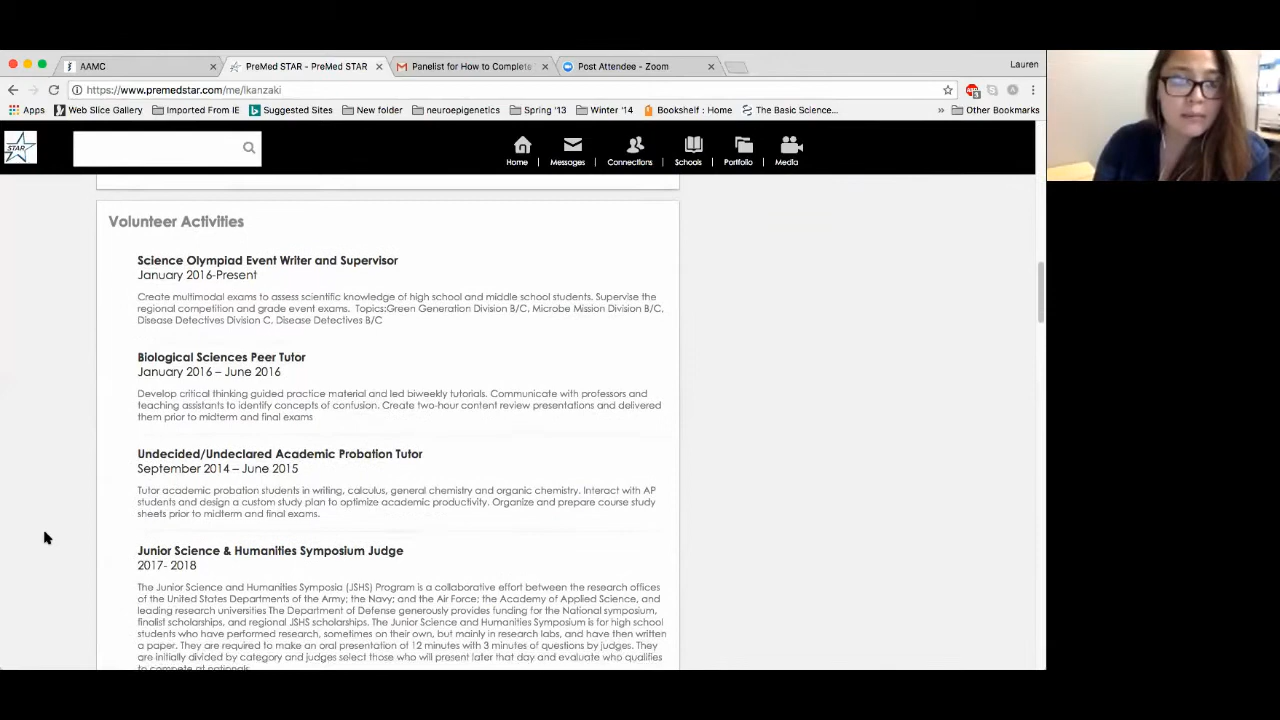 AAMC
PreMed STAR - PreMed STAR
Panelist for How to Complete
Post Attendee - Zoom
Lauren
https://www.premedstar.com/me/lkanzaki
Apps
Web Slice Gallery
Imported From IE
Suggested Sites
New folder
neuroepigenetics
Spring '13
Winter '14
Bookshelf : Home
The Basic Science...
»
Other Bookmarks
STAR
Home
Messages
Connections
Schools
Portfolio
Media
Volunteer Activities
Science Olympiad Event Writer and Supervisor
January 2016-Present
Create multimodal exams to assess scientific knowledge of high school and middle school students. Supervise the
regional competition and grade event exams.  Topics:Green Generation Division B/C, Microbe Mission Division B/C,
Disease Detectives Division C, Disease Detectives B/C
Biological Sciences Peer Tutor
January 2016 – June 2016
Develop critical thinking guided practice material and led biweekly tutorials. Communicate with professors and
teaching assistants to identify concepts of confusion. Create two-hour content review presentations and delivered
them prior to midterm and final exams
Undecided/Undeclared Academic Probation Tutor
September 2014 – June 2015
Tutor academic probation students in writing, calculus, general chemistry and organic chemistry. Interact with AP
students and design a custom study plan to optimize academic productivity. Organize and prepare course study
sheets prior to midterm and final exams.
Junior Science & Humanities Symposium Judge
2017- 2018
The Junior Science and Humanities Symposia (JSHS) Program is a collaborative effort between the research offices
of the United States Departments of the Army; the Navy; and the Air Force; the Academy of Applied Science, and
leading research universities The Department of Defense generously provides funding for the National symposium,
finalist scholarships, and regional JSHS scholarships. The Junior Science and Humanities Symposium is for high school
students who have performed research, sometimes on their own, but mainly in research labs, and have then written
a paper. They are required to make an oral presentation of 12 minutes with 3 minutes of questions by judges. They
are initially divided by category and judges select those who will present later that day and evaluate who qualifies
to compete at nationals.